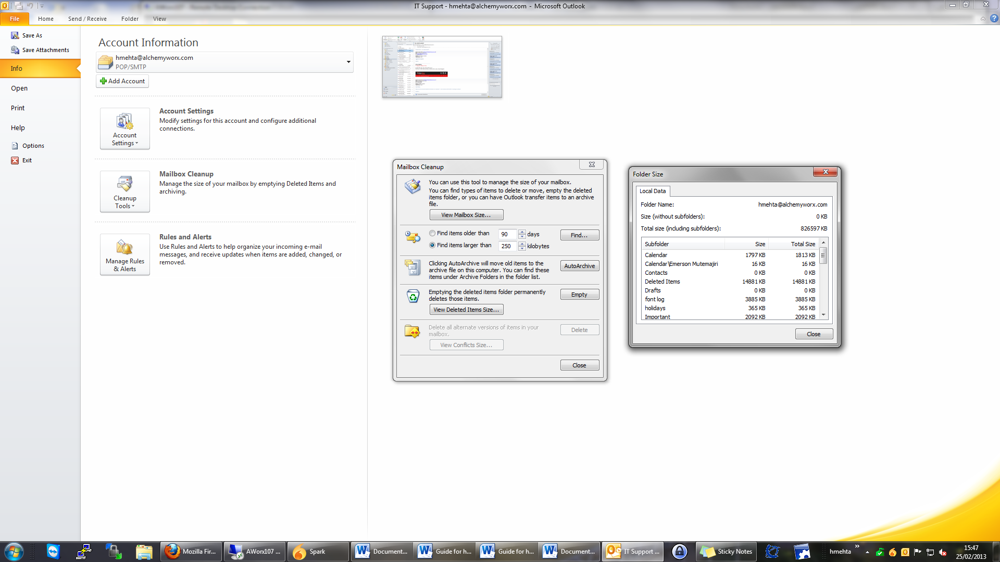 IT Support - hmehta@alchemyworx.com - Microsoft Outlook
File Home Send / Receive Folder View
Save As
Save Attachments
Info
Open
Print
Help
Options
Exit
Account Information
hmehta@alchemyworx.com
POP/SMTP
Add Account
Account Settings
Account Settings
Modify settings for this account and configure additional
connections.
Cleanup Tools
Mailbox Cleanup
Manage the size of your mailbox by emptying Deleted Items and
archiving.
Manage Rules & Alerts
Rules and Alerts
Use Rules and Alerts to help organize your incoming e-mail
messages, and receive updates when items are added, changed, or
removed.
Mailbox Cleanup
You can use this tool to manage the size of your mailbox.
You can find types of items to delete or move, empty the deleted
items folder, or you can have Outlook transfer items to an archive
file.
View Mailbox Size...
Find items older than 90 days Find...
Find items larger than 250 kilobytes
Clicking AutoArchive will move old items to the
archive file on this computer. You can find these
items under Archive Folders in the folder list.
AutoArchive
Emptying the deleted items folder permanently
deletes those items.
Empty
View Deleted Items Size...
Delete all alternate versions of items in your
mailbox.
Delete
View Conflicts Size...
Close
Folder Size
Local Data
Folder Name: hmehta@alchemyworx.com
Size (without subfolders): 0 KB
Total size (including subfolders): 826597 KB
Subfolder Size Total Size
Calendar 1797 KB 1813 KB
Calendar\Emerson Mutemajiri 16 KB 16 KB
Contacts 0 KB 0 KB
Deleted Items 14881 KB 14881 KB
Drafts 0 KB 0 KB
font log 3885 KB 3885 KB
holidays 365 KB 365 KB
Important 2092 KB 2092 KB
Close
Mozilla Fir... AWorx107 ... Spark Document... Guide for h... Guide for h... Document... IT Support ... Sticky Notes hmehta
15:47
25/02/2013